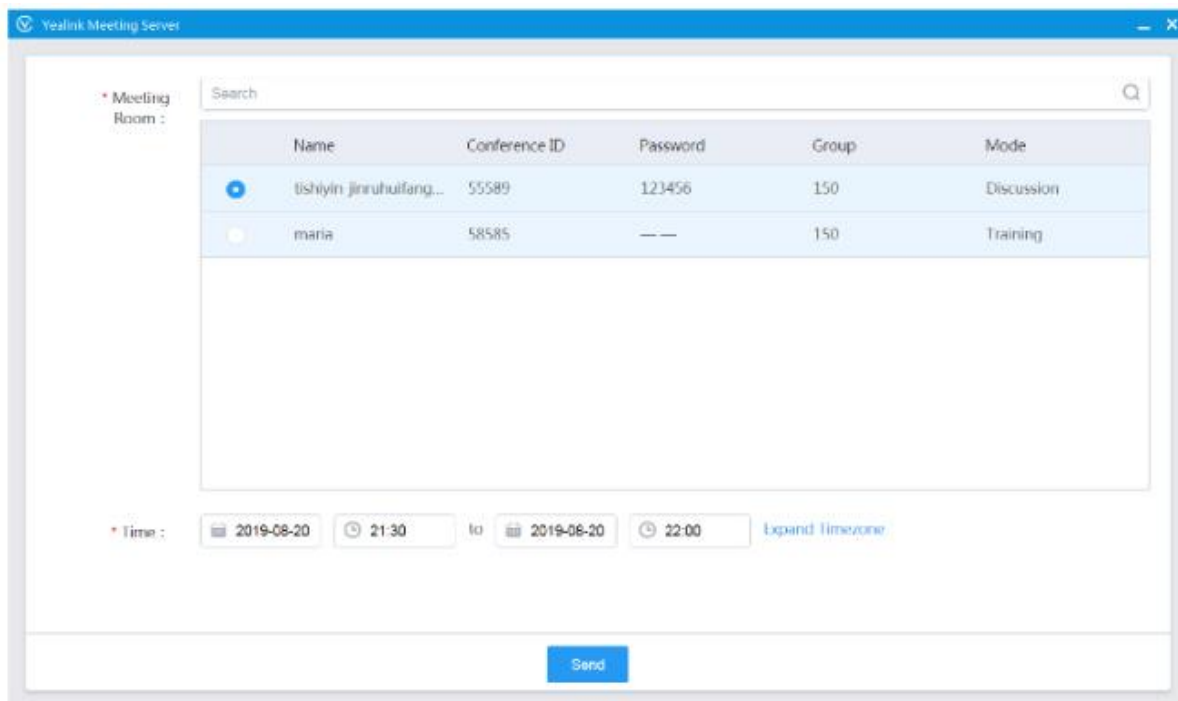 Yealink Meeting Server
* Meeting Room :
Search
Name Conference ID Password Group Mode
tishiyin jinruhuifang... 55589 123456 150 Discussion
maria 58585 —— 150 Training
* Time : 2019-08-20 21:30 to 2019-08-20 22:00 Expand Timezone
Send